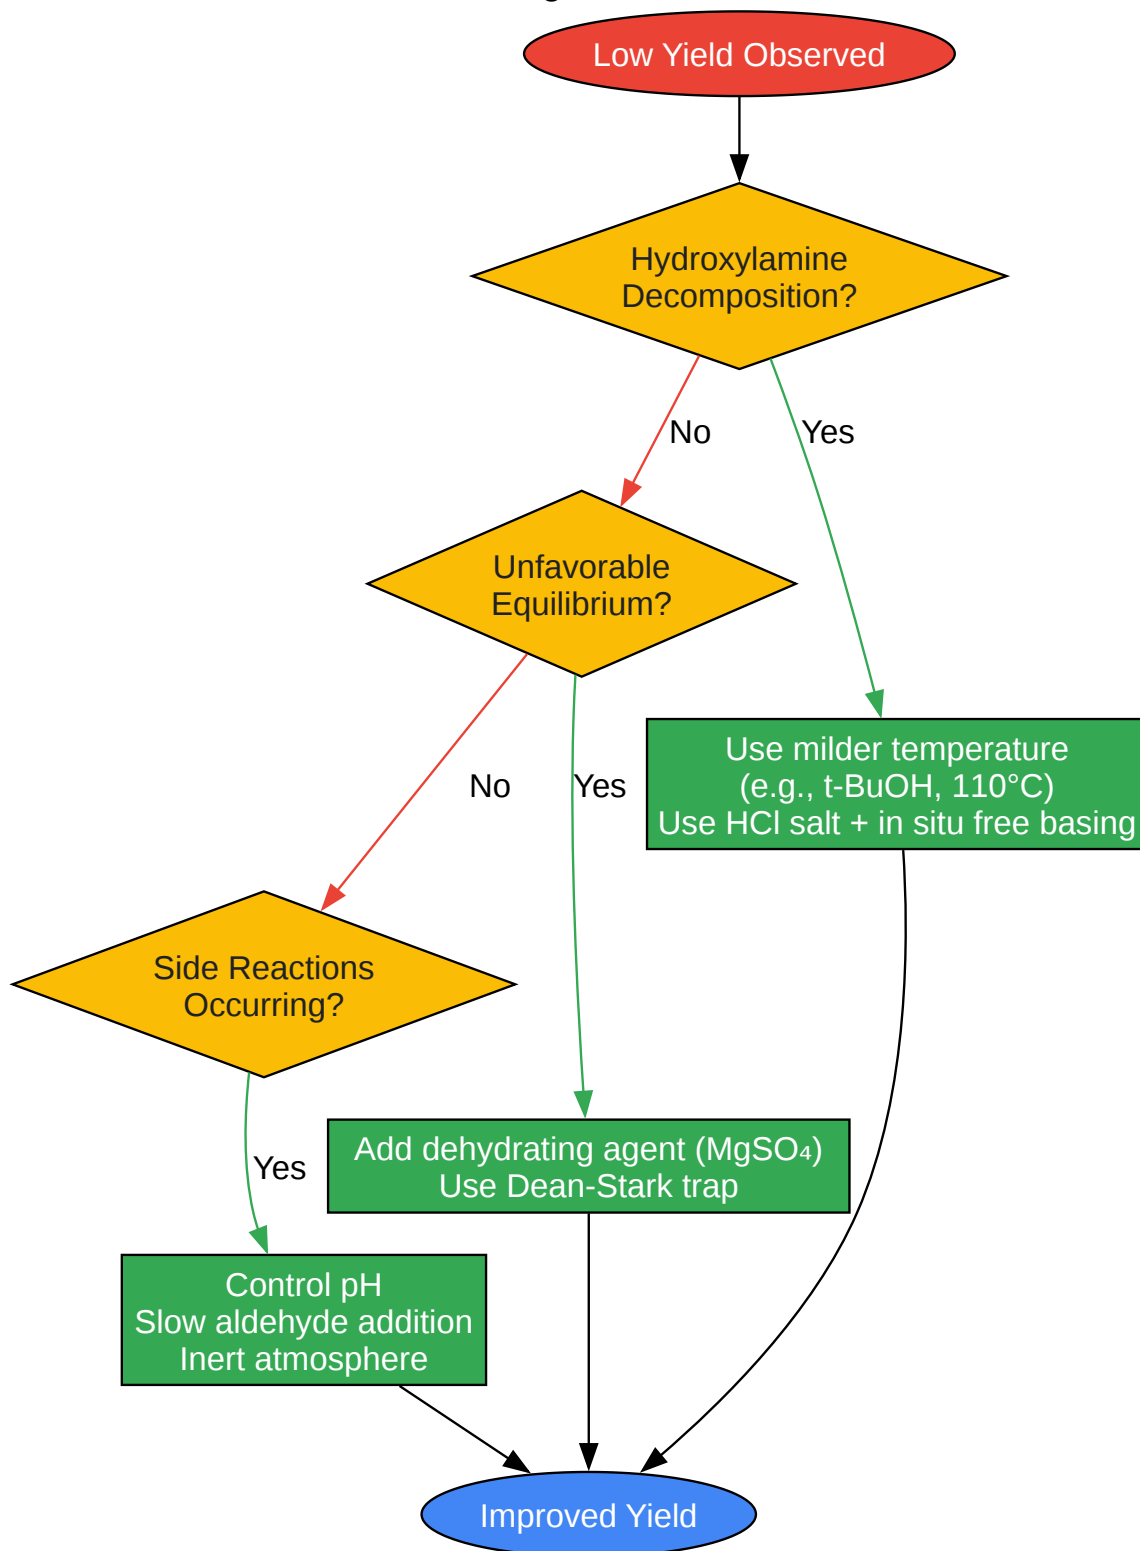 Low Yield Observed
Hydroxylamine
Decomposition?
No
Yes
Unfavorable
Equilibrium?
Use milder temperature
(e.g., t-BuOH, 110°C)
Use HCl salt + in situ free basing
No
Yes
Side Reactions
Occurring?
Add dehydrating agent (MgSO₄)
Use Dean-Stark trap
Yes
Control pH
Slow aldehyde addition
Inert atmosphere
Improved Yield